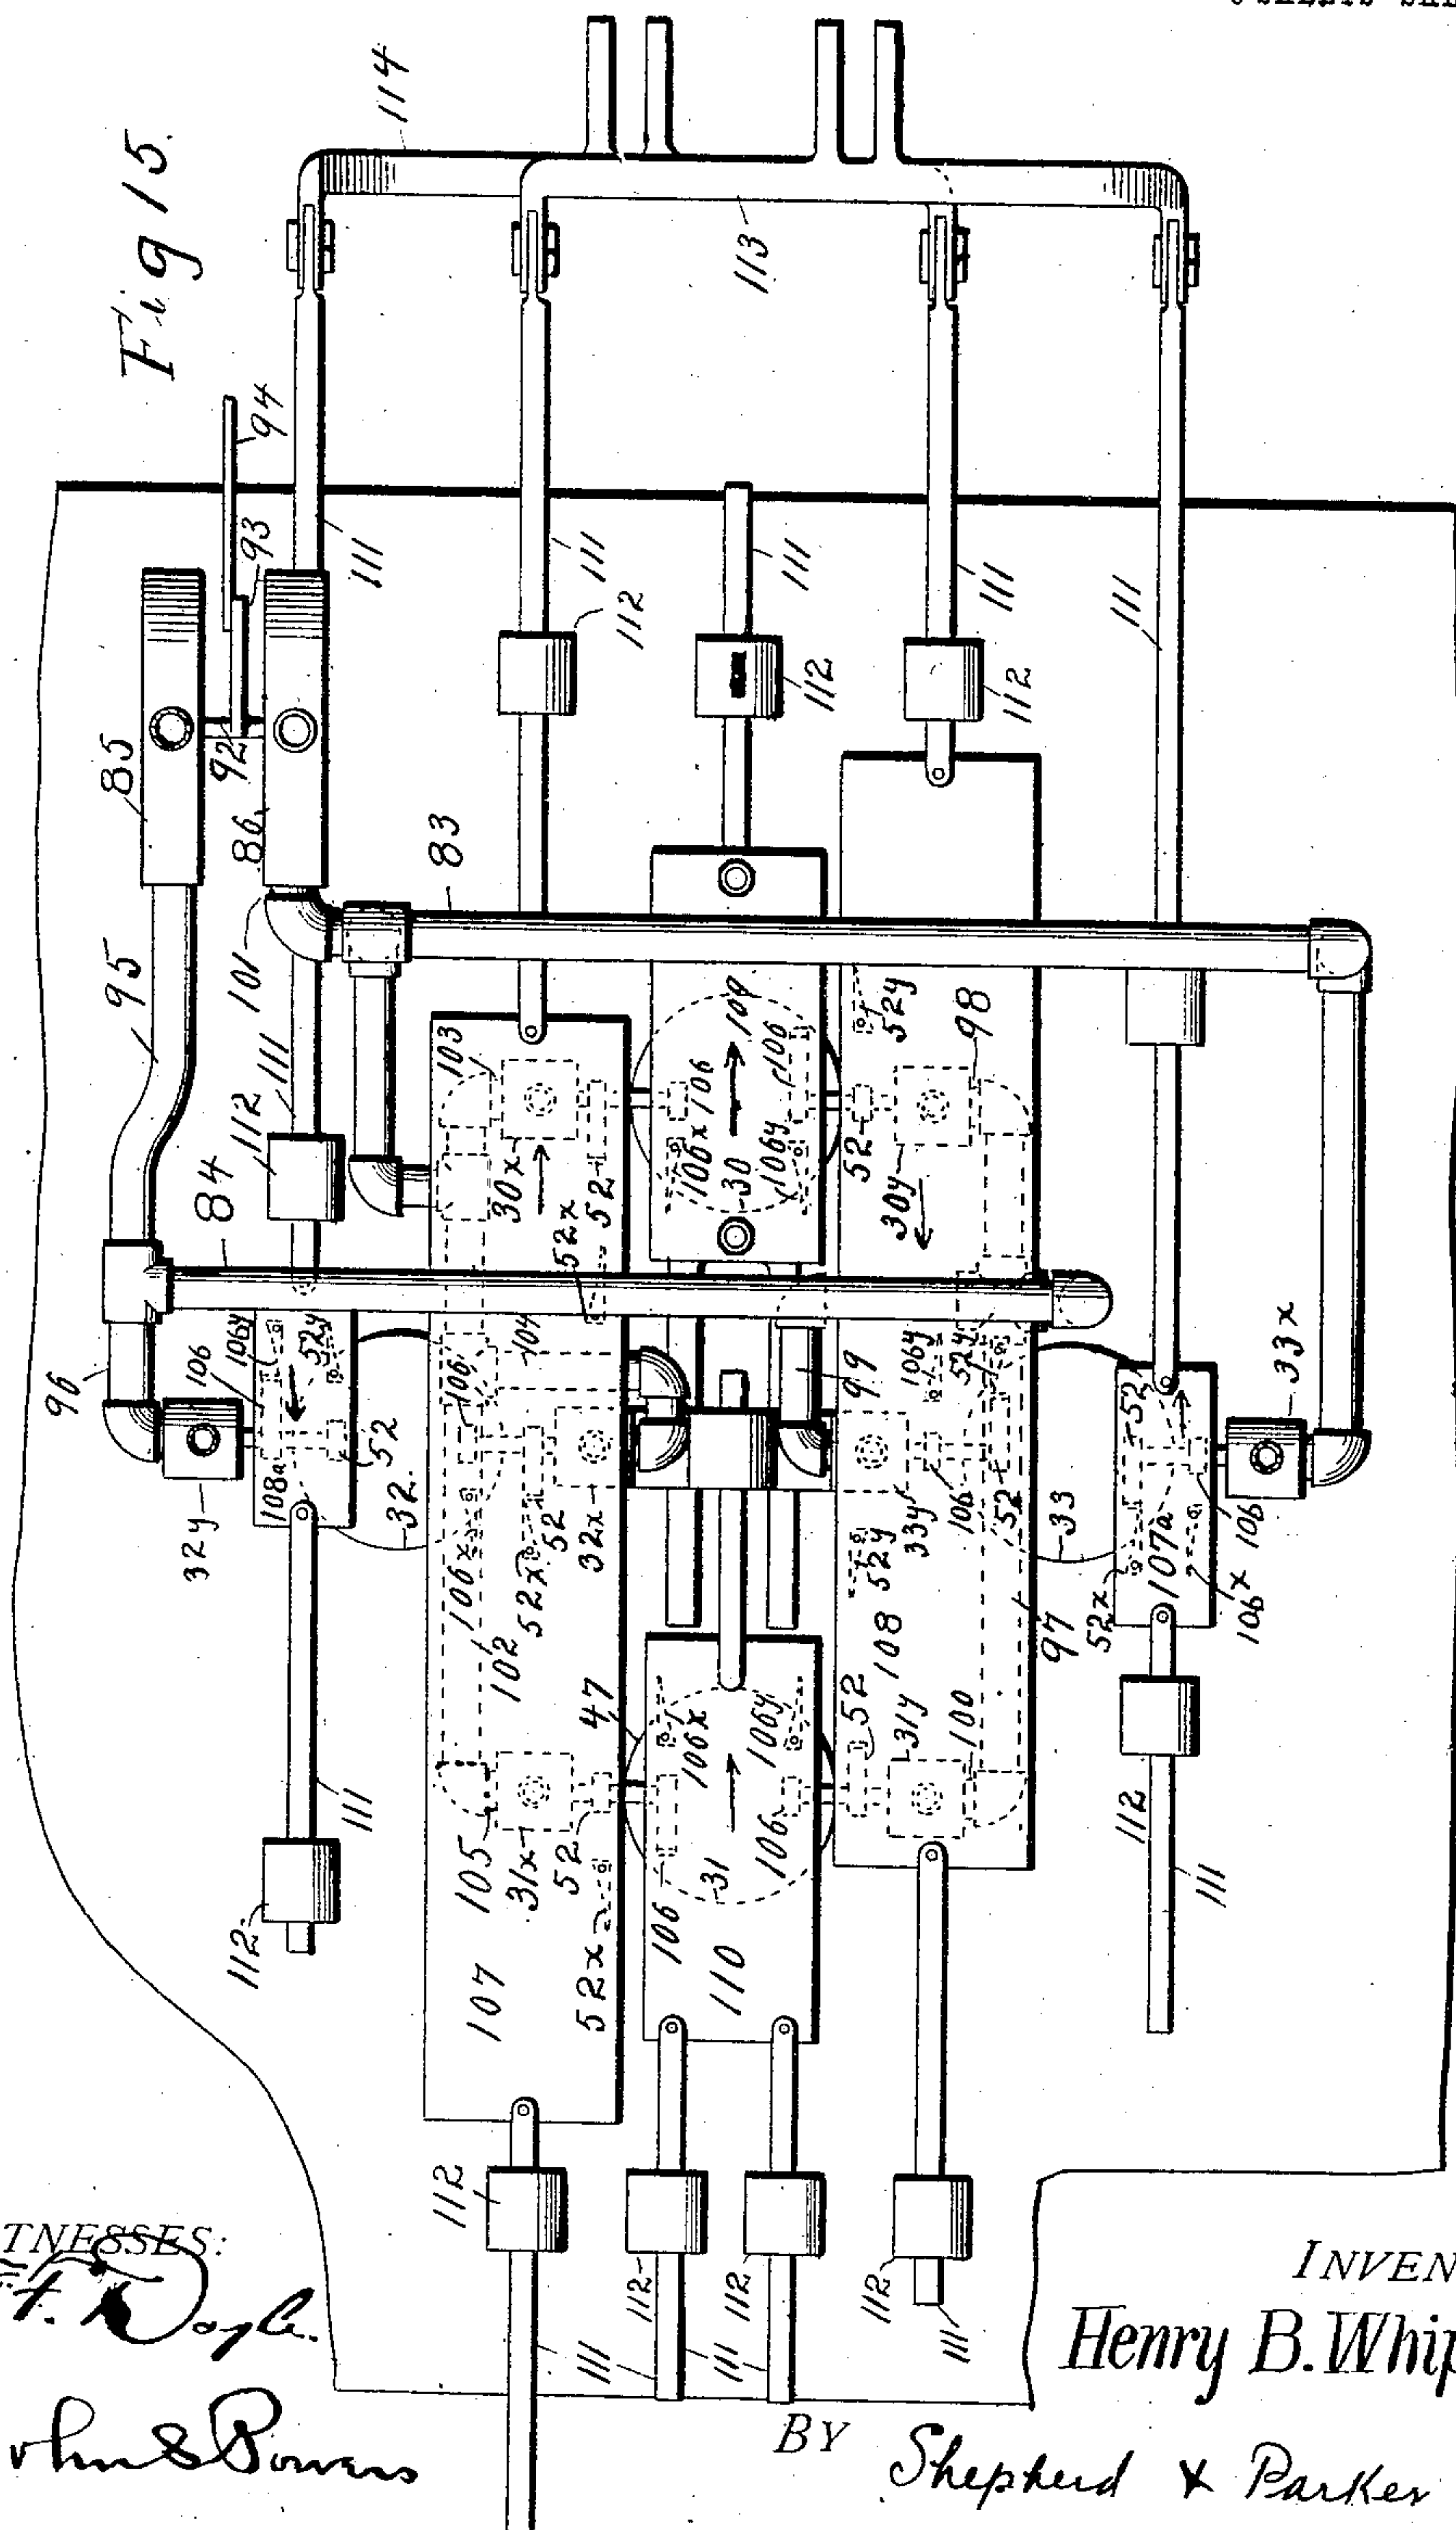 Fig 15.
114
113
94
93
111
111
111
111
111
112
112
112
85
92
86
83
95
101
111
112
84
103
30x
52
52x
106x
106
109
106
106y
30
52y
52
98
30y
96
106
106y
52y
108a
52
32
32y
104
106
106x
102
52x
52
32x
99
106y
52y
33y
106
52
52y
108
33
97
52
107a
52x
106
106x
33x
47
106x
106y
31
106
106
110
105
31x
52
52x
107
52
31y
100
112
111
112
111
112
112
112
112
111
111
111
INVEN
Henry B. Whip
BY
Shepherd & Parker
TNESSES:
Doyle.
Bowers